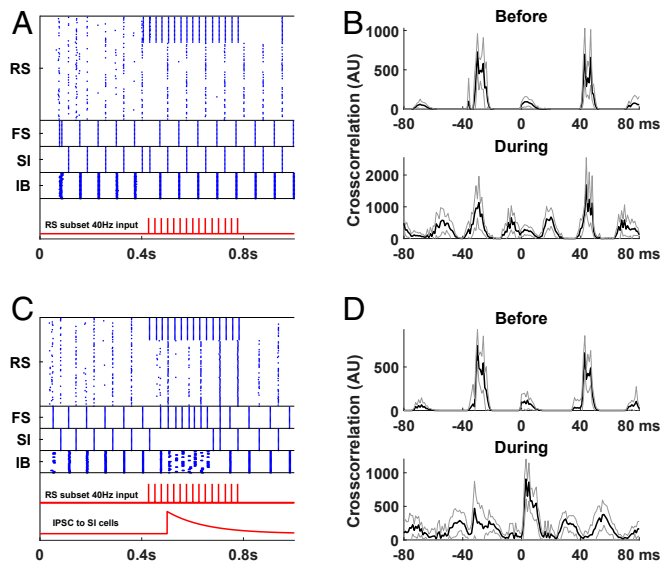 A
RS
FS
SI
IB
RS subset 40Hz input
0
0.4s
0.8s
B
Before
Crosscorrelation (AU)
1000
500
0
-80
-40
0
40
80 ms
During
2000
1000
0
-80
-40
0
40
80 ms
C
RS
FS
SI
IB
RS subset 40Hz input
IPSC to SI cells
0
0.4s
0.8s
D
Before
Crosscorrelation (AU)
500
0
-80
-40
0
40
80 ms
During
1000
500
0
-80
-40
0
40
80 ms